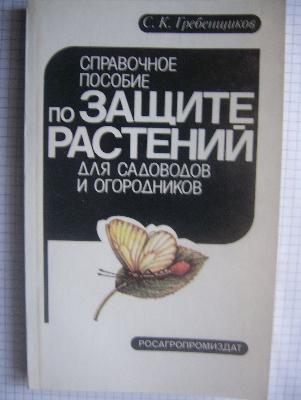 С. К. Гребенщиков
СПРАВОЧНОЕ
ПОСОБИЕ
ПО ЗАЩИТЕ
РАСТЕНИЙ
ДЛЯ САДОВОДОВ
И ОГОРОДНИКОВ
РОСАГРОПРОМИЗДАТ